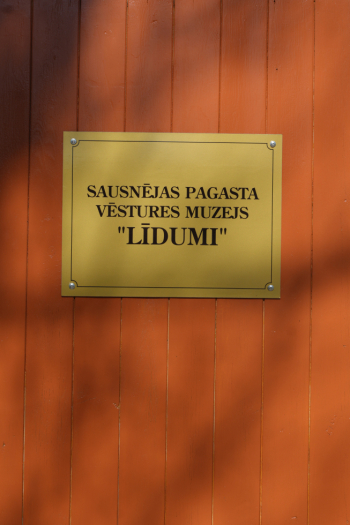 SAUSNĒJAS PAGASTA
VĒSTURES MUZEJS
"LĪDUMI"